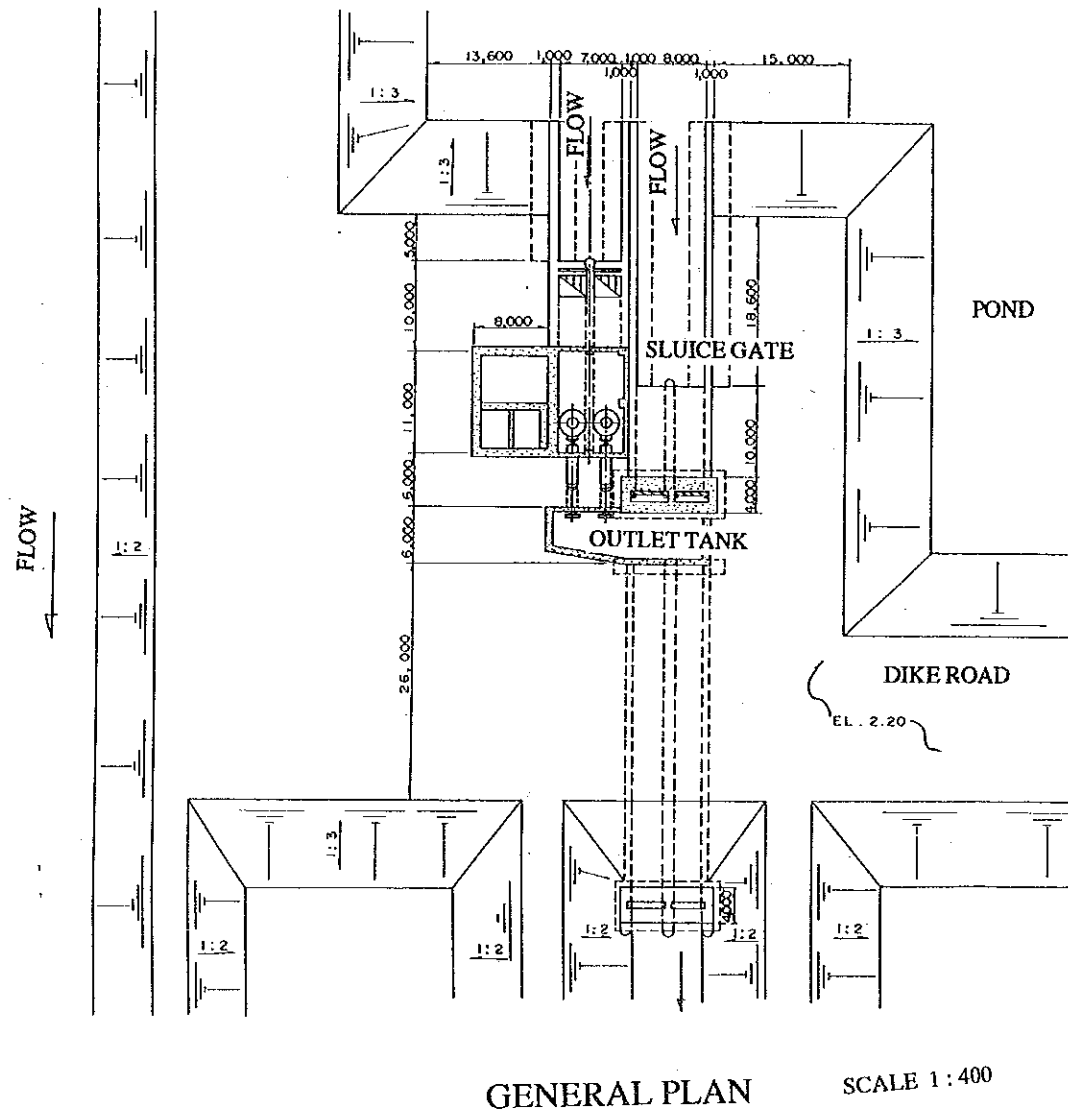 13,600 1,000 7,000 1,000 8,000 15,000
1,000 1,000
1:3
FLOW
FLOW
1:3
5,000
10,000
18,600
POND
8,000
SLUICE GATE
1:3
11,000
10,000
5,000
4,000
FLOW
1:2
OUTLET TANK
6,000
26,000
DIKE ROAD
EL. 2.20
1:3
4,000
1:2
1:2
1:2
1:2
1:2
GENERAL PLAN
SCALE 1:400